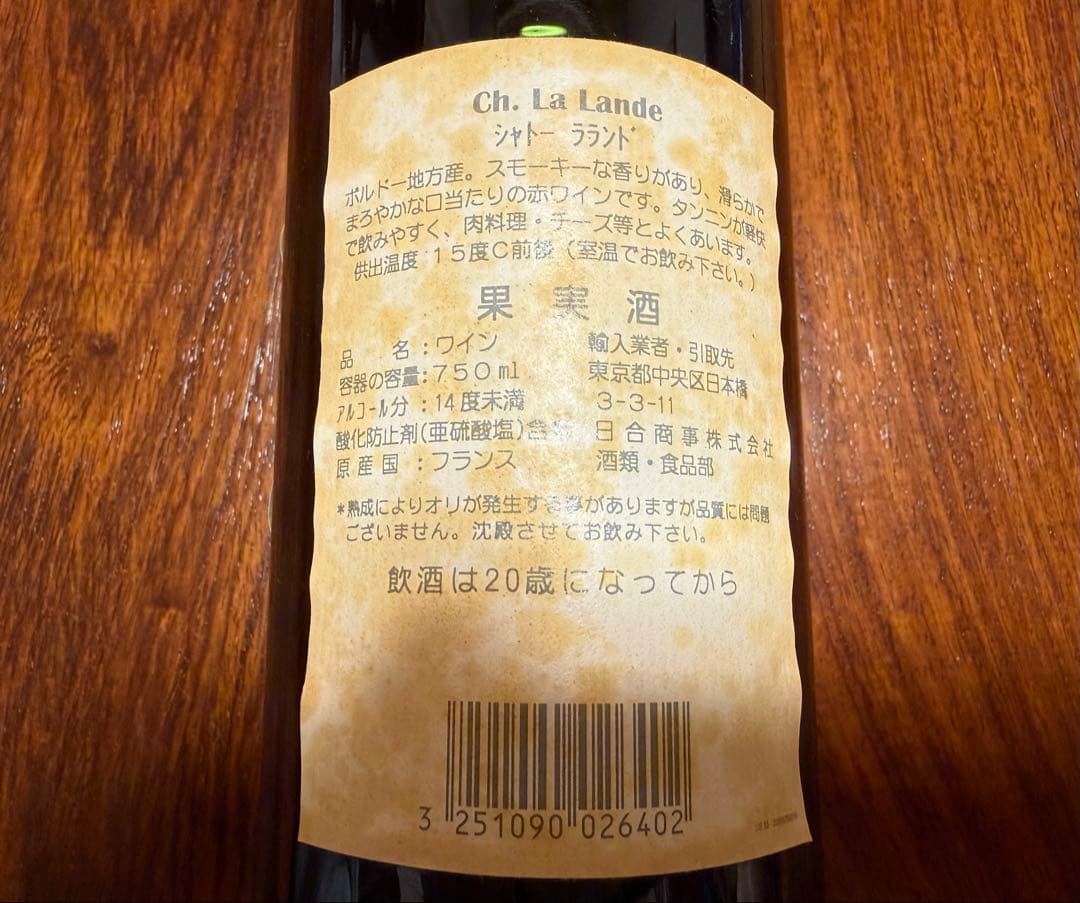 Ch. La Lande
シャトー ラランド
ボルドー地方産。スモーキーな香りがあり、滑らかで
まろやかな口当たりの赤ワインです。タンニンが軽快
で飲みやすく、肉料理・チーズ等とよくあいます。
供出温度 15度C前後(室温でお飲み下さい。)
果実酒
品名:ワイン
容器の容量:750ml
アルコール分:14度未満
酸化防止剤(亜硫酸塩)含有
原産国:フランス
輸入業者・引取先
東京都中央区日本橋
3-3-11
日合商事株式会社
酒類・食品部
*熟成によりオリが発生する事がありますが品質には問題
ございません。沈殿させてお飲み下さい。
飲酒は20歳になってから
3 251090 026402